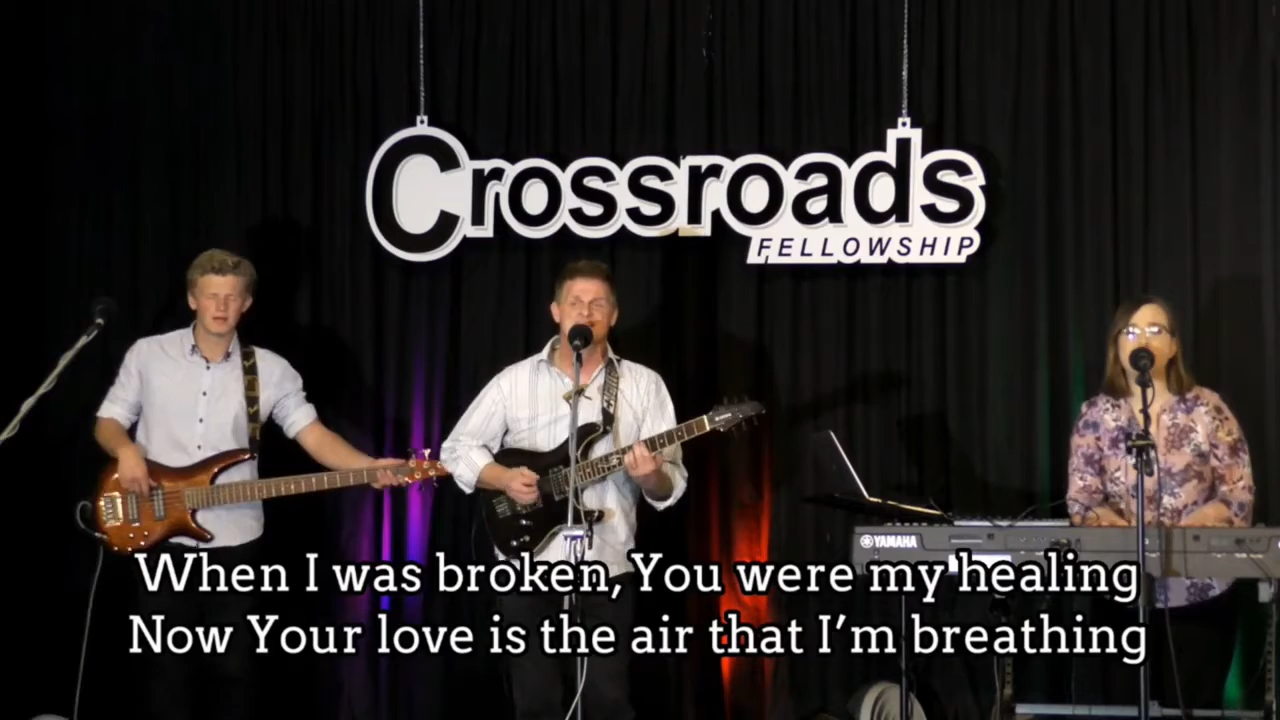 Crossroads
FELLOWSHIP
YAMAHA
When I was broken, You were my healing
Now Your love is the air that I'm breathing